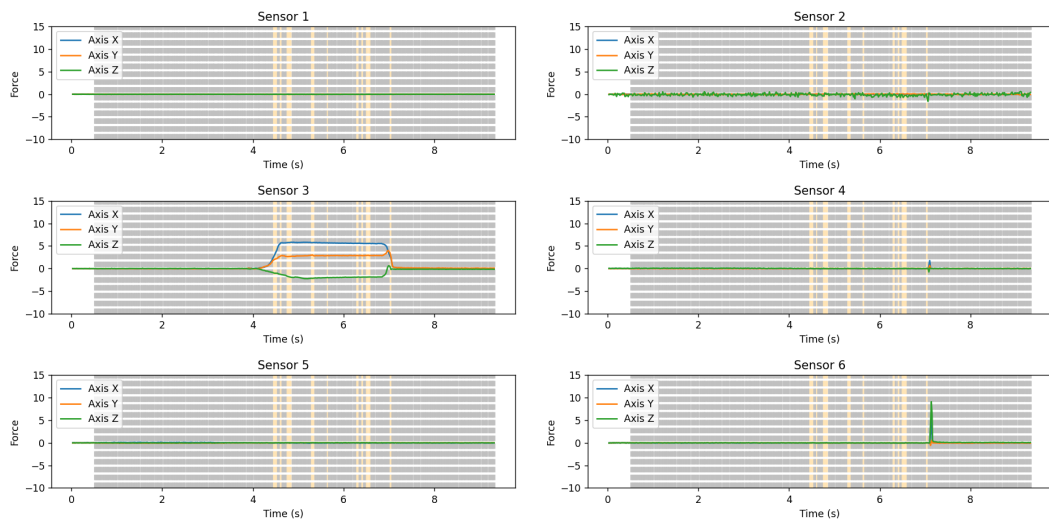 Sensor 1
Axis X
Axis Y
Axis Z
Force
15
10
5
0
−5
−10
0 2 4 6 8
Time (s)
Sensor 2
Axis X
Axis Y
Axis Z
Force
15
10
5
0
−5
−10
0 2 4 6 8
Time (s)
Sensor 3
Axis X
Axis Y
Axis Z
Force
15
10
5
0
−5
−10
0 2 4 6 8
Time (s)
Sensor 4
Axis X
Axis Y
Axis Z
Force
15
10
5
0
−5
−10
0 2 4 6 8
Time (s)
Sensor 5
Axis X
Axis Y
Axis Z
Force
15
10
5
0
−5
−10
0 2 4 6 8
Time (s)
Sensor 6
Axis X
Axis Y
Axis Z
Force
15
10
5
0
−5
−10
0 2 4 6 8
Time (s)